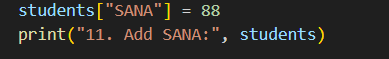 students["SANA"] = 88
print("11. Add SANA:", students)